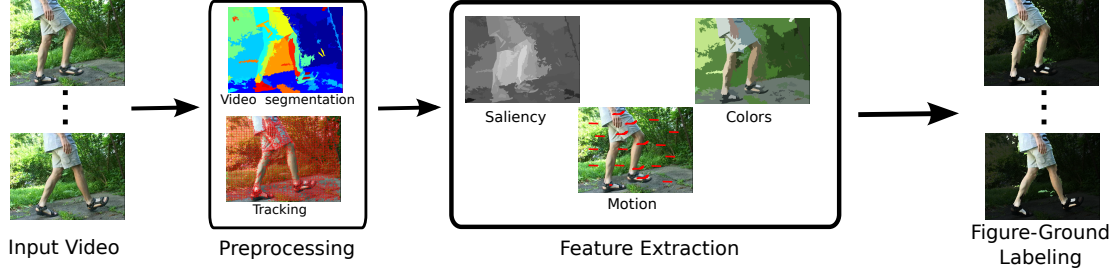 Video segmentation
Tracking
Saliency
Colors
Motion
Input Video
Preprocessing
Feature Extraction
Figure-Ground
Labeling